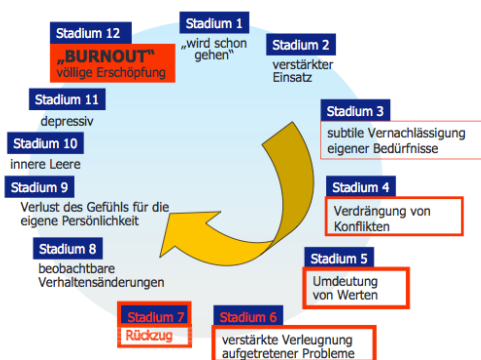 Stadium 1
„wird schon
gehen“
Stadium 2
verstärkter
Einsatz
Stadium 3
subtile Vernachlässigung
eigener Bedürfnisse
Stadium 4
Verdrängung von
Konflikten
Stadium 5
Umdeutung
von Werten
Stadium 6
verstärkte Verleugnung
aufgetretener Probleme
Stadium 7
Rückzug
Stadium 8
beobachtbare
Verhaltensänderungen
Stadium 9
Verlust des Gefühls für die
eigene Persönlichkeit
Stadium 10
innere Leere
Stadium 11
depressiv
Stadium 12
„BURNOUT“
völlige Erschöpfung